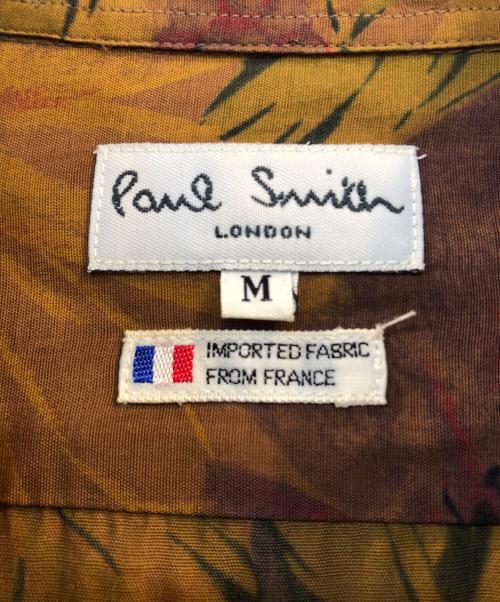 Paul Smith
LONDON
M
IMPORTED FABRIC
FROM FRANCE